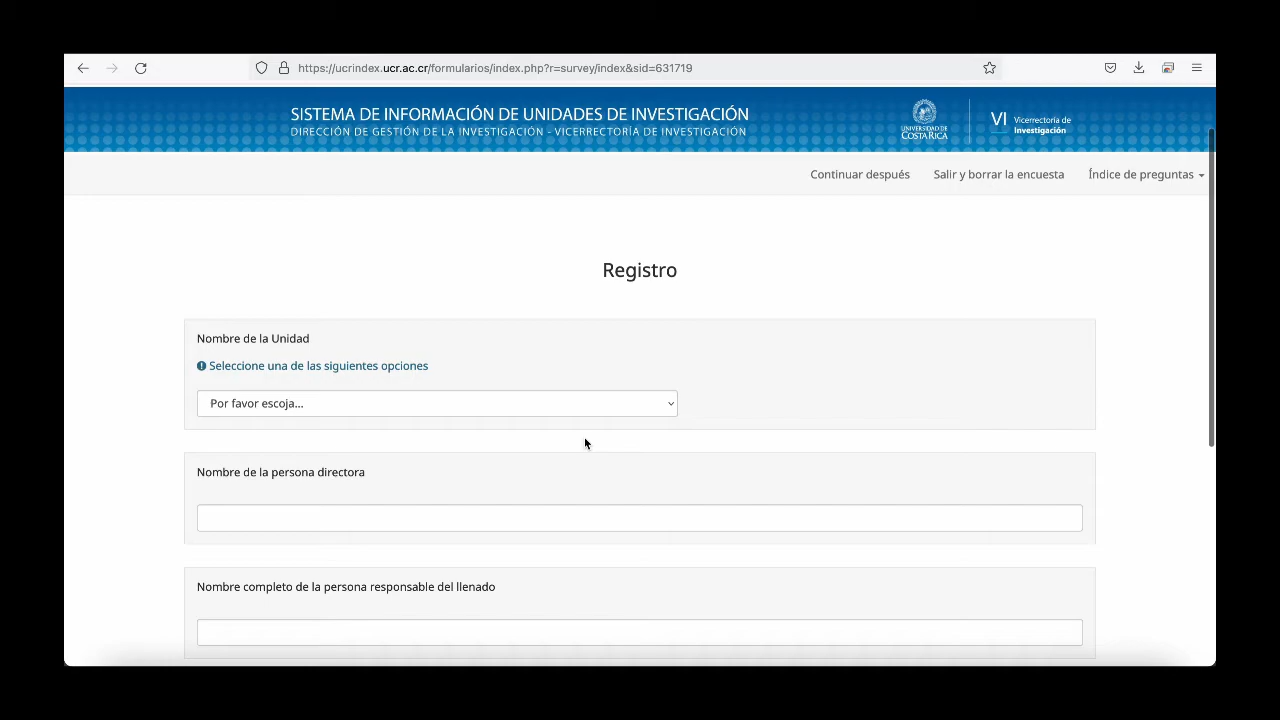 https://ucrindex.ucr.ac.cr/formularios/index.php?r=survey/index&sid=631719
SISTEMA DE INFORMACIÓN DE UNIDADES DE INVESTIGACIÓN
DIRECCIÓN DE GESTIÓN DE LA INVESTIGACIÓN - VICERRECTORÍA DE INVESTIGACIÓN
UNIVERSIDAD DE
COSTA RICA
VI Vicerrectoría de
Investigación
Continuar después Salir y borrar la encuesta Índice de preguntas
Registro
Nombre de la Unidad
Seleccione una de las siguientes opciones
Por favor escoja...
Nombre de la persona directora
Nombre completo de la persona responsable del llenado